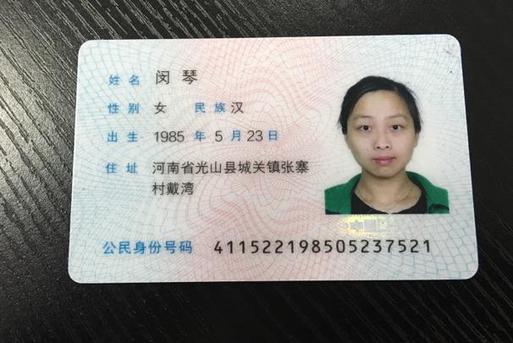 姓名 闵琴
性别 女 民族 汉
出生 1985 年 5 月 23 日
住址 河南省光山县城关镇张寨
村戴湾
公民身份号码 411522198505237521